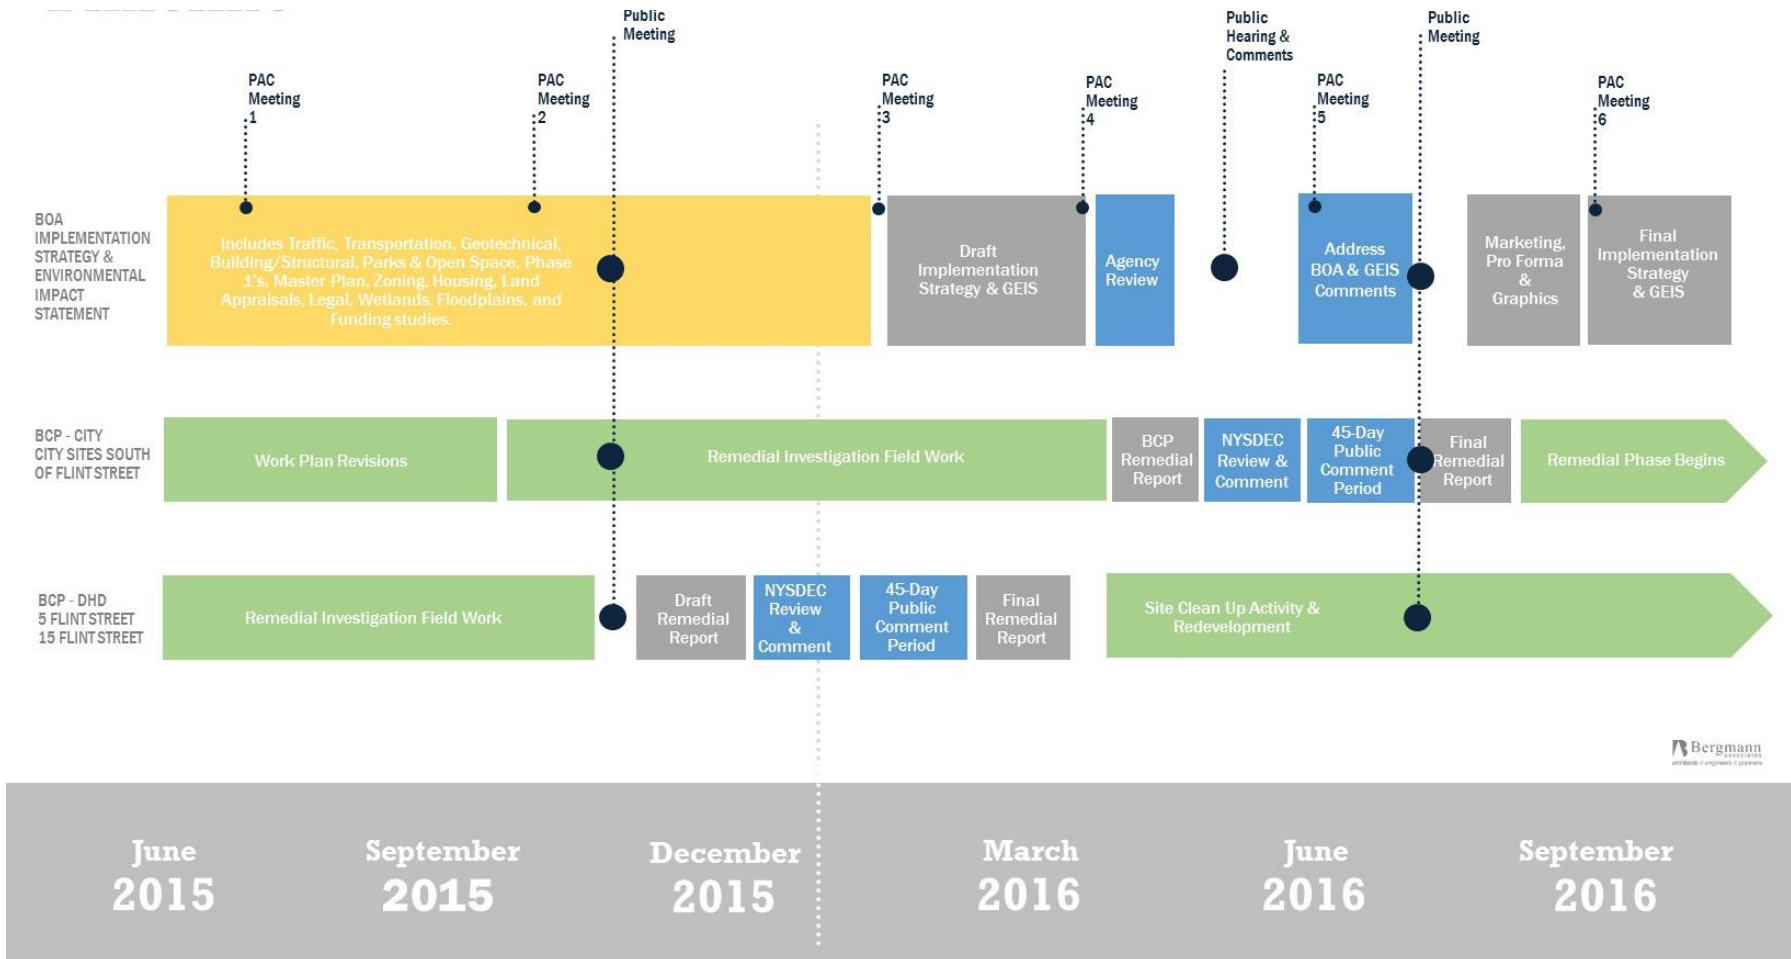 Public
Meeting
Public
Hearing &
Comments
Public
Meeting
PAC
Meeting
1
PAC
Meeting
2
PAC
Meeting
3
PAC
Meeting
4
PAC
Meeting
5
PAC
Meeting
6
BOA
IMPLEMENTATION
STRATEGY &
ENVIRONMENTAL
IMPACT
STATEMENT
Includes Traffic, Transportation, Geotechnical,
Building/Structural, Parks & Open Space, Phase
1's, Master Plan, Zoning, Housing, Land
Appraisals, Legal, Wetlands, Floodplains, and
Funding studies.
Draft
Implementation
Strategy & GEIS
Agency
Review
Address
BOA & GEIS
Comments
Marketing,
Pro Forma
&
Graphics
Final
Implementation
Strategy
& GEIS
BCP - CITY
CITY SITES SOUTH
OF FLINT STREET
Work Plan Revisions
Remedial Investigation Field Work
BCP
Remedial
Report
NYSDEC
Review &
Comment
45-Day
Public
Comment
Period
Final
Remedial
Report
Remedial Phase Begins
BCP - DHD
5 FLINT STREET
15 FLINT STREET
Remedial Investigation Field Work
Draft
Remedial
Report
NYSDEC
Review
&
Comment
45-Day
Public
Comment
Period
Final
Remedial
Report
Site Clean Up Activity &
Redevelopment
Bergmann
associates
architects // engineers // planners
June
2015
September
2015
December
2015
March
2016
June
2016
September
2016